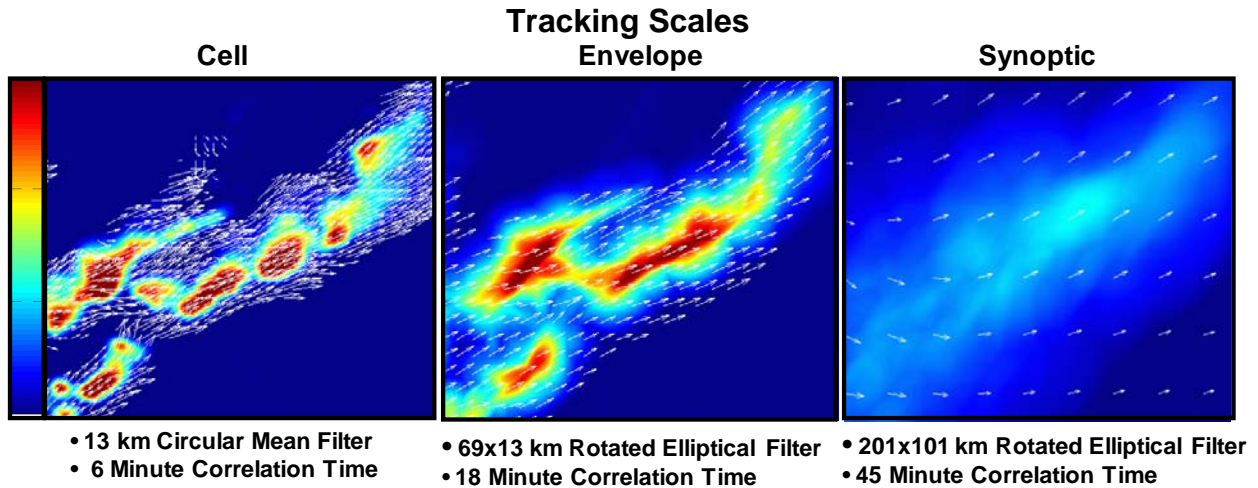 Tracking Scales
Cell
Envelope
Synoptic
• 13 km Circular Mean Filter
• 6 Minute Correlation Time
• 69x13 km Rotated Elliptical Filter
• 18 Minute Correlation Time
• 201x101 km Rotated Elliptical Filter
• 45 Minute Correlation Time